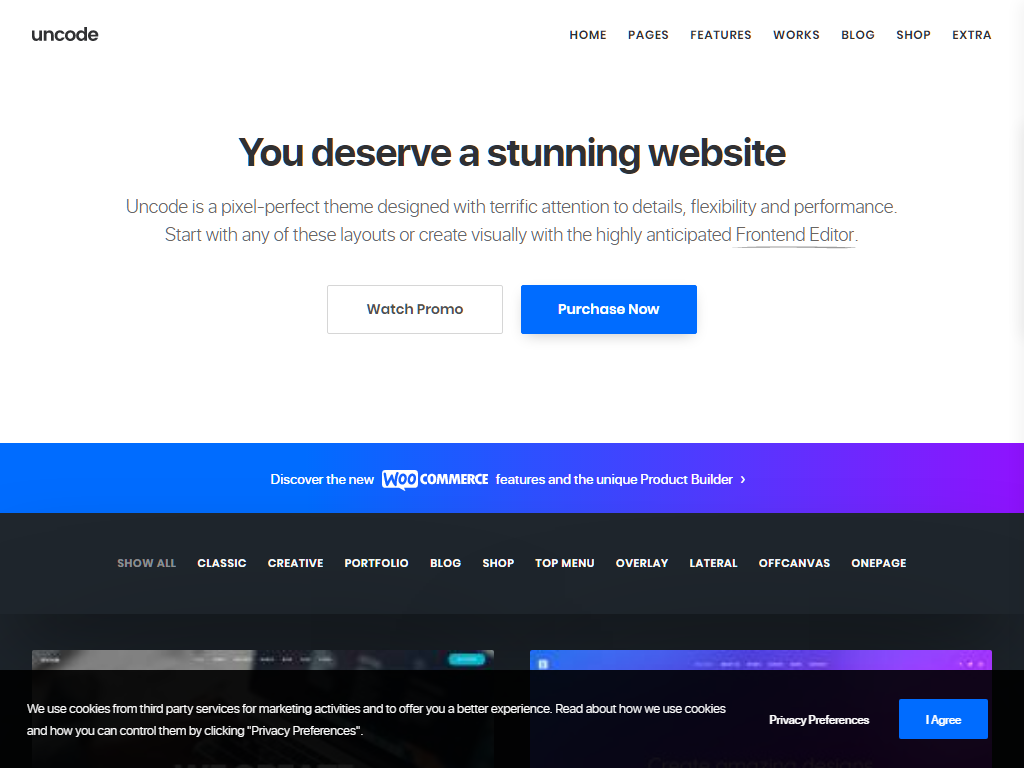 uncode
HOME PAGES FEATURES WORKS BLOG SHOP EXTRA
You deserve a stunning website
Uncode is a pixel-perfect theme designed with terrific attention to details, flexibility and performance.
Start with any of these layouts or create visually with the highly anticipated Frontend Editor.
Watch Promo Purchase Now
Discover the new WOO COMMERCE features and the unique Product Builder ›
SHOW ALL CLASSIC CREATIVE PORTFOLIO BLOG SHOP TOP MENU OVERLAY LATERAL OFFCANVAS ONEPAGE
We use cookies from third party services for marketing activities and to offer you a better experience. Read about how we use cookies
and how you can control them by clicking "Privacy Preferences".
Privacy Preferences I Agree
Create amazing designs